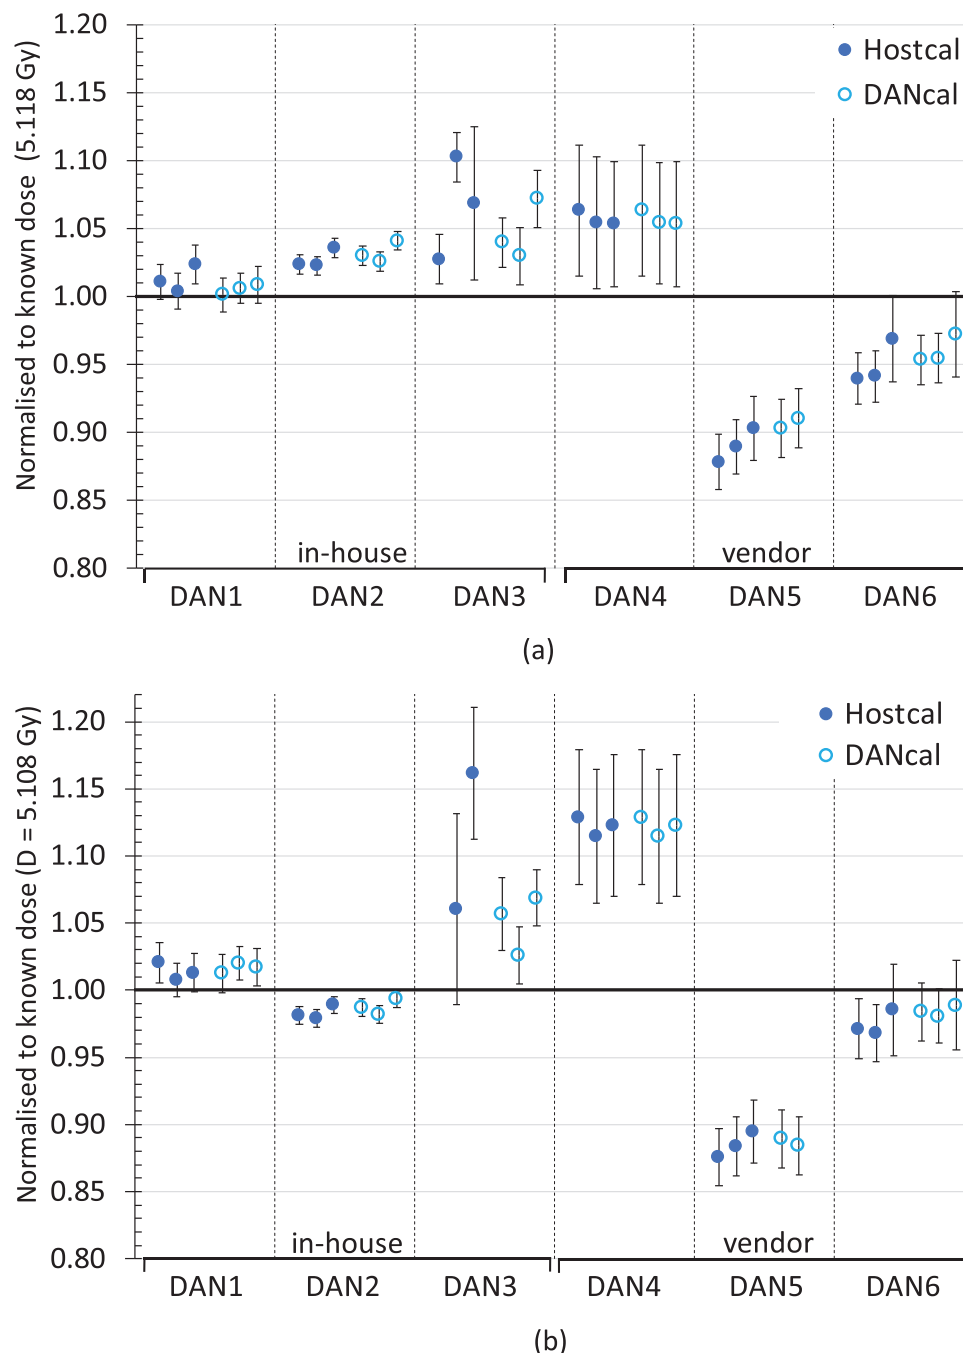 Normalised to known dose (5.118 Gy)
1.20
1.15
1.10
1.05
1.00
0.95
0.90
0.85
0.80
Hostcal
DANcal
in-house
vendor
DAN1 DAN2 DAN3 DAN4 DAN5 DAN6
(a)
Normalised to known dose (D = 5.108 Gy)
1.20
1.15
1.10
1.05
1.00
0.95
0.90
0.85
0.80
Hostcal
DANcal
in-house
vendor
DAN1 DAN2 DAN3 DAN4 DAN5 DAN6
(b)